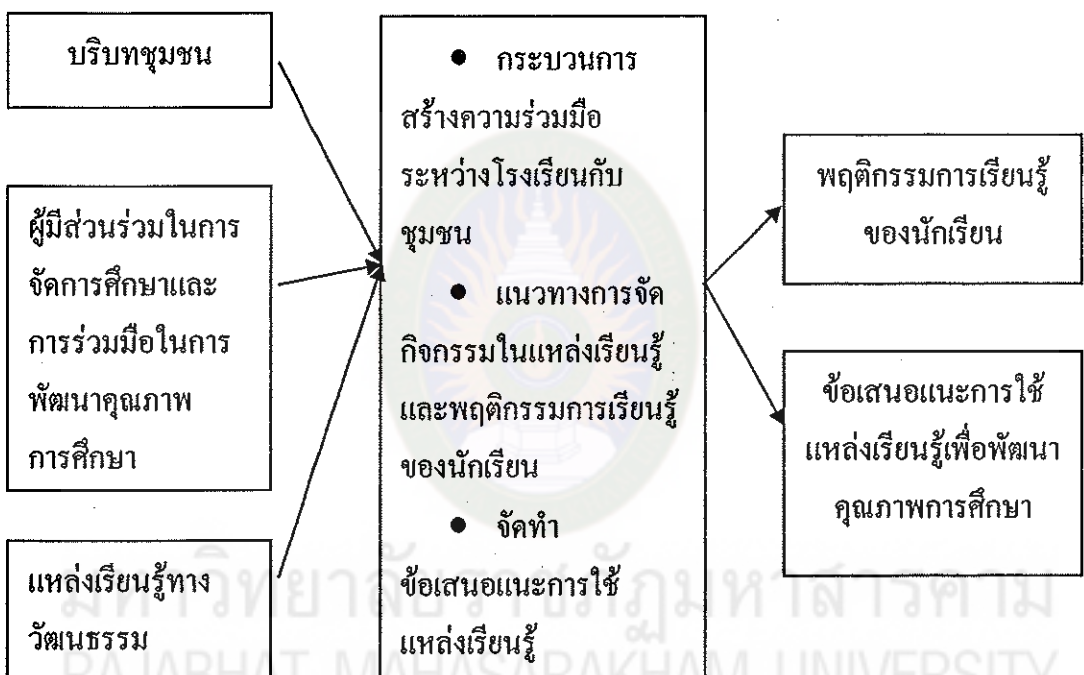 บริบทชุมชน
ผู้มีส่วนร่วมในการ
จัดการศึกษาและ
การร่วมมือในการ
พัฒนาคุณภาพ
การศึกษา
แหล่งเรียนรู้ทาง
วัฒนธรรม
● กระบวนการ
สร้างความร่วมมือ
ระหว่างโรงเรียนกับ
ชุมชน
● แนวทางการจัด
กิจกรรมในแหล่งเรียนรู้
และพฤติกรรมการเรียนรู้
ของนักเรียน
● จัดทำ
ข้อเสนอแนะการใช้
แหล่งเรียนรู้
พฤติกรรมการเรียนรู้
ของนักเรียน
ข้อเสนอแนะการใช้
แหล่งเรียนรู้เพื่อพัฒนา
คุณภาพการศึกษา
มหาวิทยาลัยราชภัฏมหาสารคาม
RAJABHAT MAHASARAKHAM UNIVERSITY